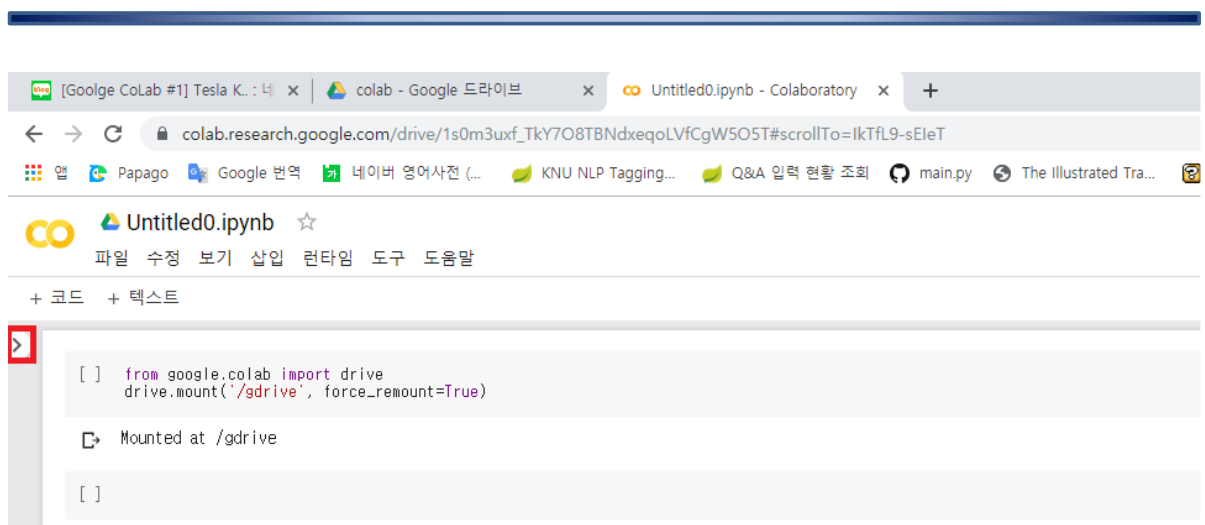 [Goolge CoLab #1] Tesla K.. : 네 colab - Google 드라이브 Untitled0.ipynb - Colaboratory
colab.research.google.com/drive/1s0m3uxf_TkY7O8TBNdxeqoLVfCgW5O5T#scrollTo=IkTfL9-sEIeT
앱 Papago Google 번역 네이버 영어사전 (... KNU NLP Tagging... Q&A 입력 현황 조회 main.py The Illustrated Tra...
CO Untitled0.ipynb
파일 수정 보기 삽입 런타임 도구 도움말
+ 코드 + 텍스트
[ ] from google.colab import drive
drive.mount('/gdrive', force_remount=True)
Mounted at /gdrive
[ ]